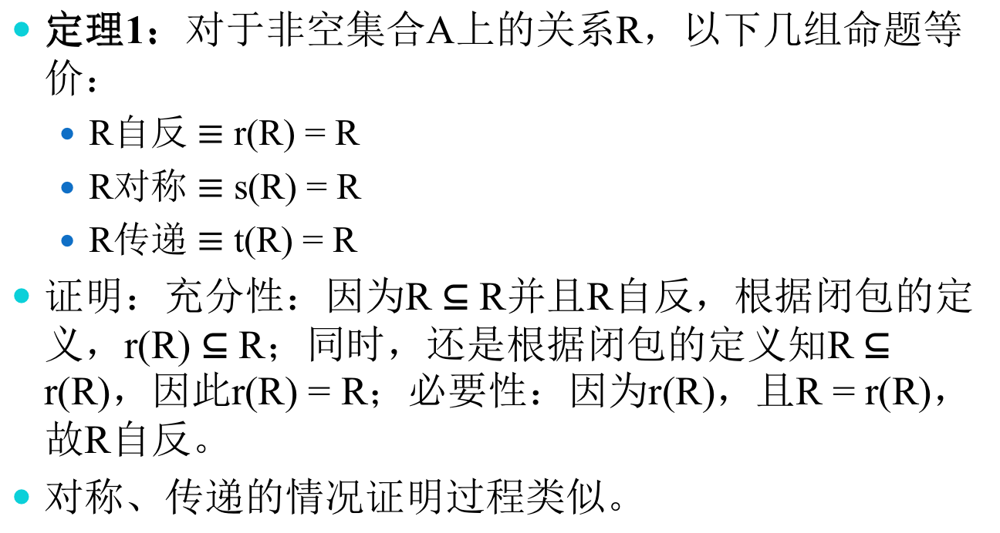 • 定理1：对于非空集合A上的关系R，以下几组命题等
价：
• R自反 ≡ r(R) = R
• R对称 ≡ s(R) = R
• R传递 ≡ t(R) = R
• 证明：充分性：因为R ⊆ R并且R自反，根据闭包的定
义，r(R) ⊆ R；同时，还是根据闭包的定义知R ⊆
r(R)，因此r(R) = R；必要性：因为r(R)，且R = r(R)，
故R自反。
• 对称、传递的情况证明过程类似。